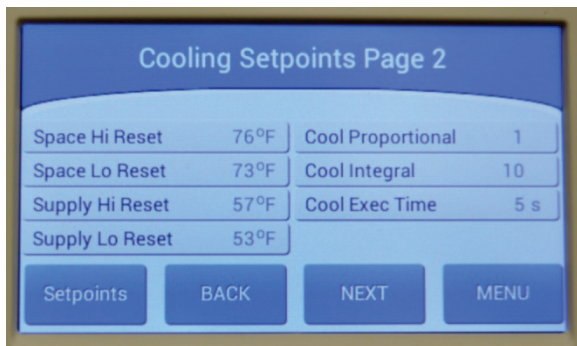 Cooling Setpoints Page 2
Space Hi Reset 76°F Cool Proportional 1
Space Lo Reset 73°F Cool Integral 10
Supply Hi Reset 57°F Cool Exec Time 5 s
Supply Lo Reset 53°F
Setpoints BACK NEXT MENU